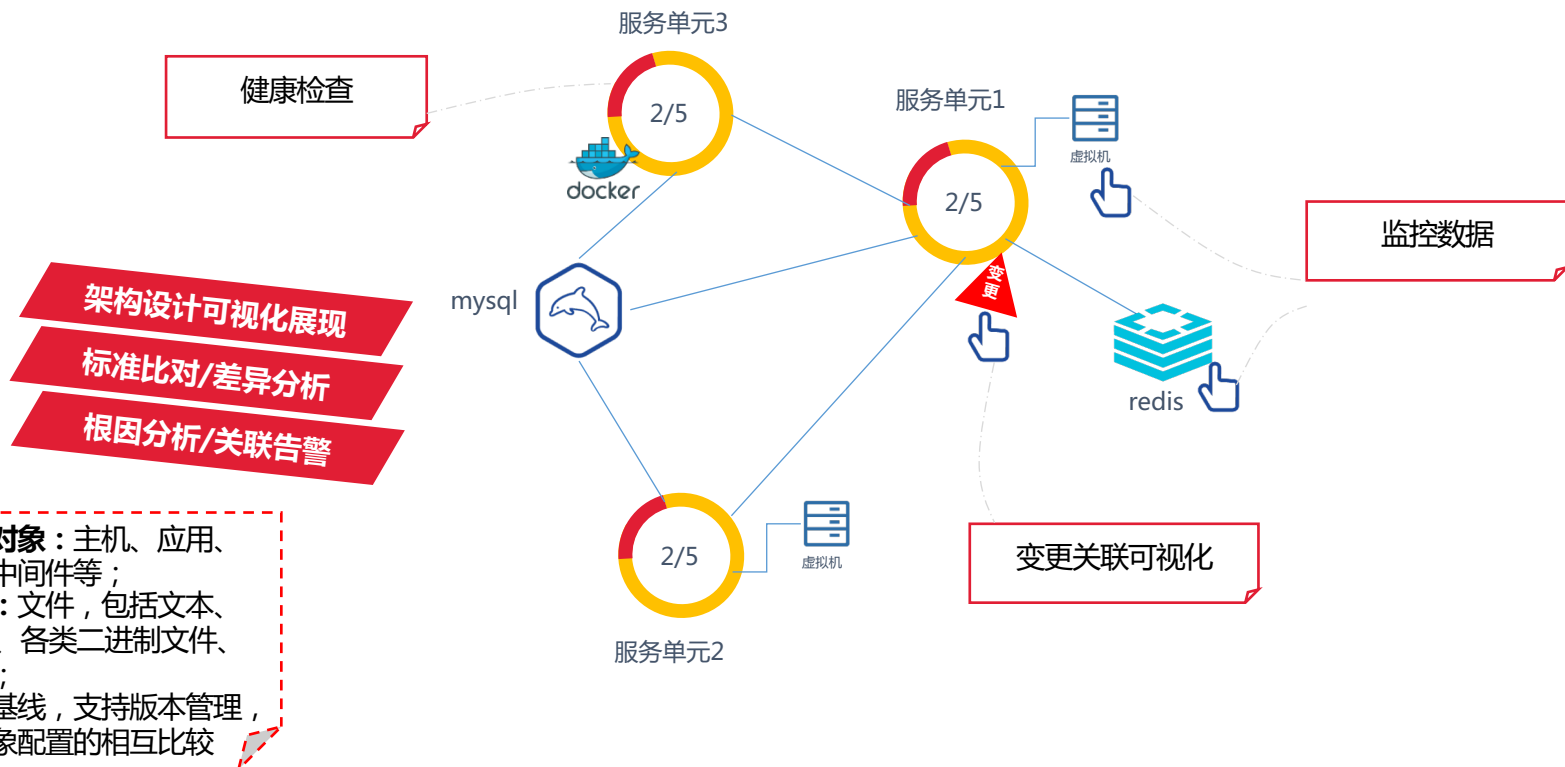 服务单元3
健康检查
2/5
docker
服务单元1
2/5
虚拟机
监控数据
变更
mysql
redis
架构设计可视化展现
标准比对/差异分析
根因分析/关联告警
2/5
虚拟机
服务单元2
变更关联可视化
对象：主机、应用、
中间件等；
：文件，包括文本、
、各类二进制文件、
；
基线，支持版本管理，
象配置的相互比较